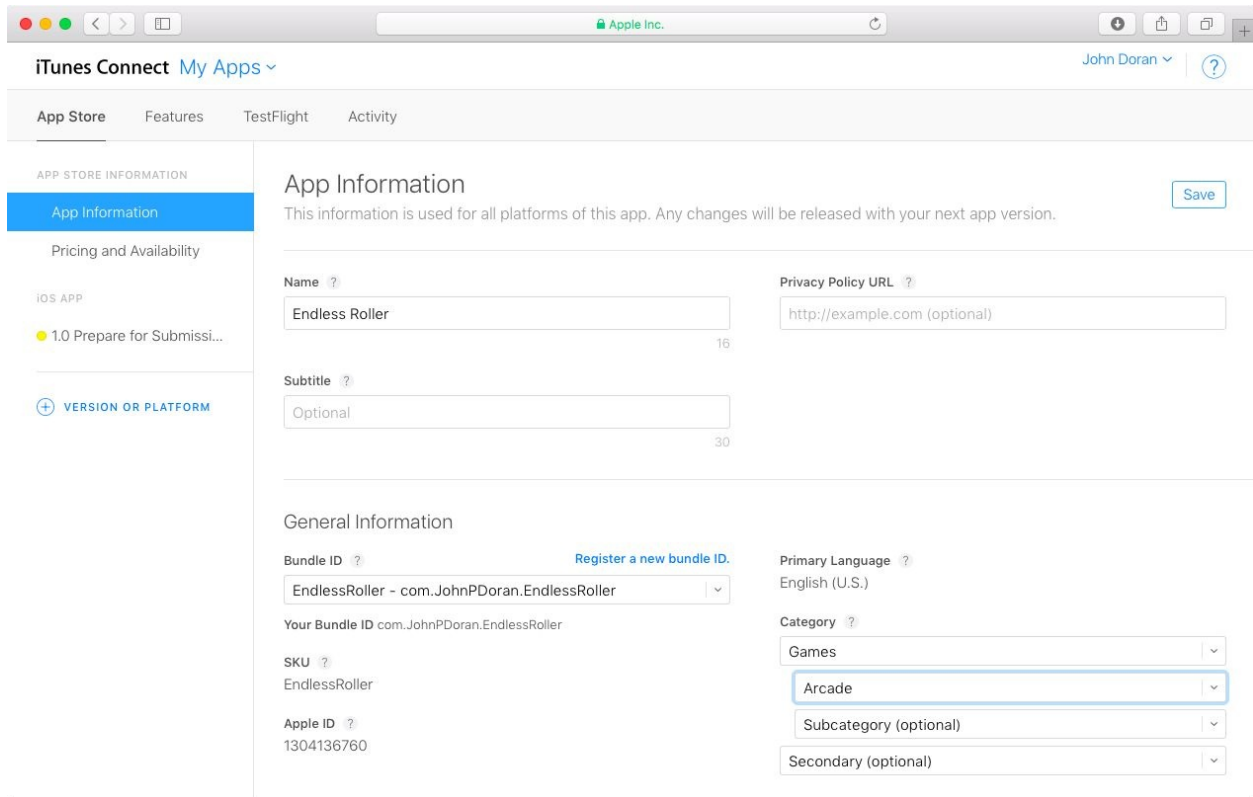 Apple Inc.
iTunes Connect My Apps
John Doran
?
App Store Features TestFlight Activity
APP STORE INFORMATION
App Information
Pricing and Availability
iOS APP
1.0 Prepare for Submissi...
VERSION OR PLATFORM
App Information
Save
This information is used for all platforms of this app. Any changes will be released with your next app version.
Name ?
Endless Roller
16
Privacy Policy URL ?
http://example.com (optional)
Subtitle ?
Optional
30
General Information
Bundle ID ?
Register a new bundle ID.
EndlessRoller - com.JohnPDoran.EndlessRoller
Your Bundle ID com.JohnPDoran.EndlessRoller
SKU ?
EndlessRoller
Apple ID ?
1304136760
Primary Language ?
English (U.S.)
Category ?
Games
Arcade
Subcategory (optional)
Secondary (optional)